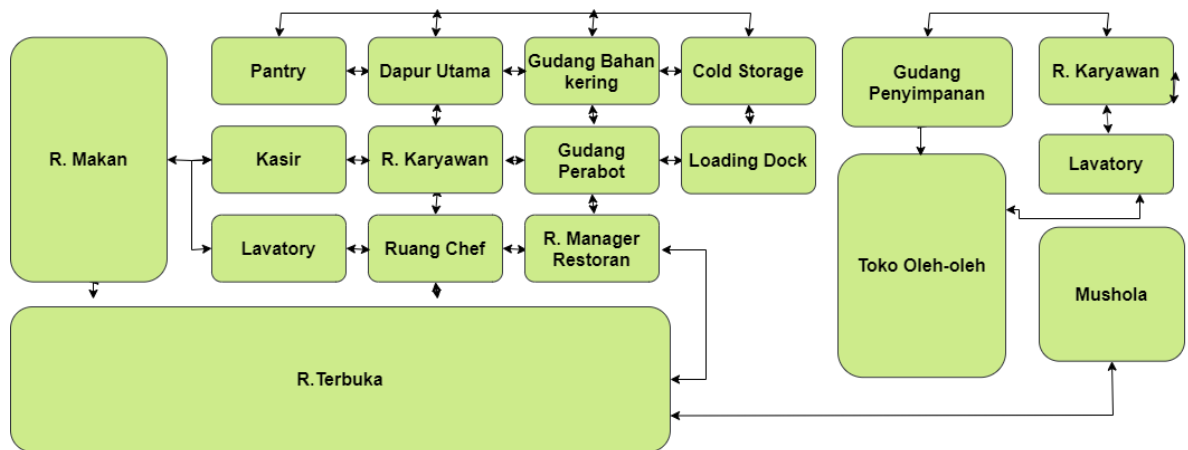 R. Makan
Pantry
Dapur Utama
Gudang Bahan
kering
Cold Storage
Kasir
R. Karyawan
Gudang
Perabot
Loading Dock
Lavatory
Ruang Chef
R. Manager
Restoran
R.Terbuka
Gudang
Penyimpanan
R. Karyawan
Lavatory
Toko Oleh-oleh
Mushola